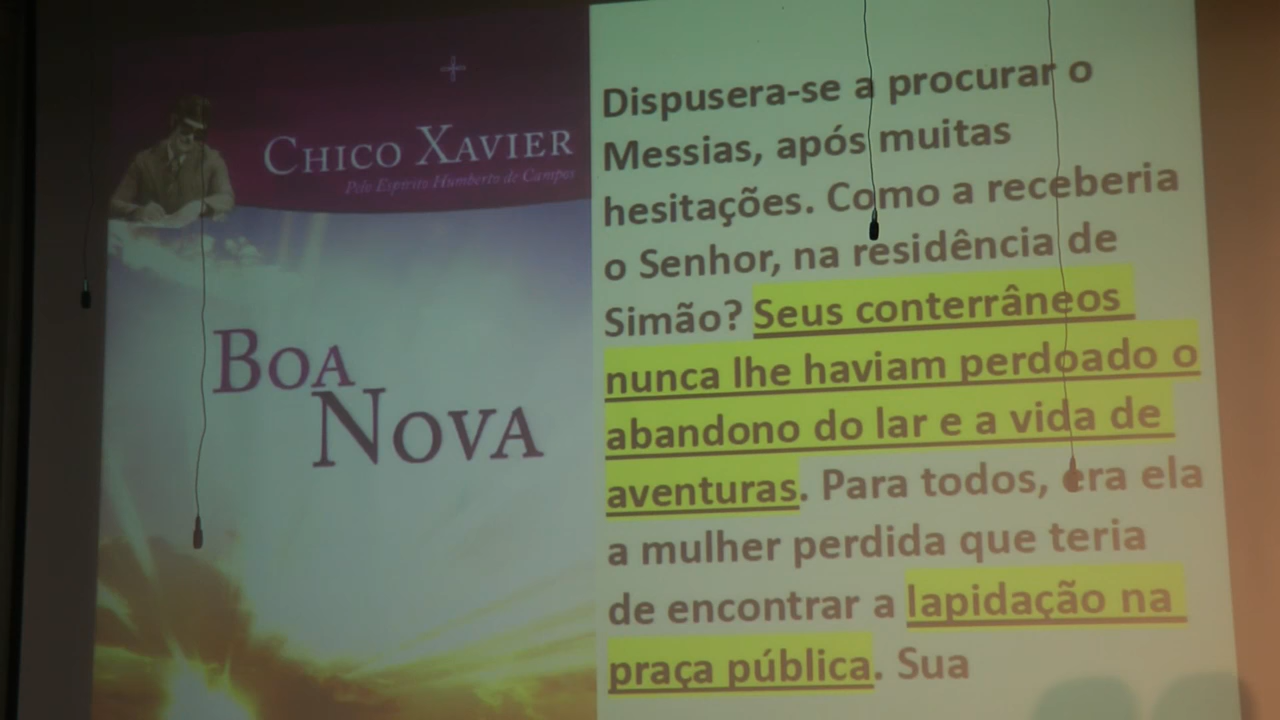 CHICO XAVIER
Pelo Espírito Humberto de Campos
BOA
NOVA
Dispusera-se a procurar o
Messias, após muitas
hesitações. Como a receberia
o Senhor, na residência de
Simão? Seus conterrâneos
nunca lhe haviam perdoado o
abandono do lar e a vida de
aventuras. Para todos, era ela
a mulher perdida que teria
de encontrar a lapidação na
praça pública. Sua